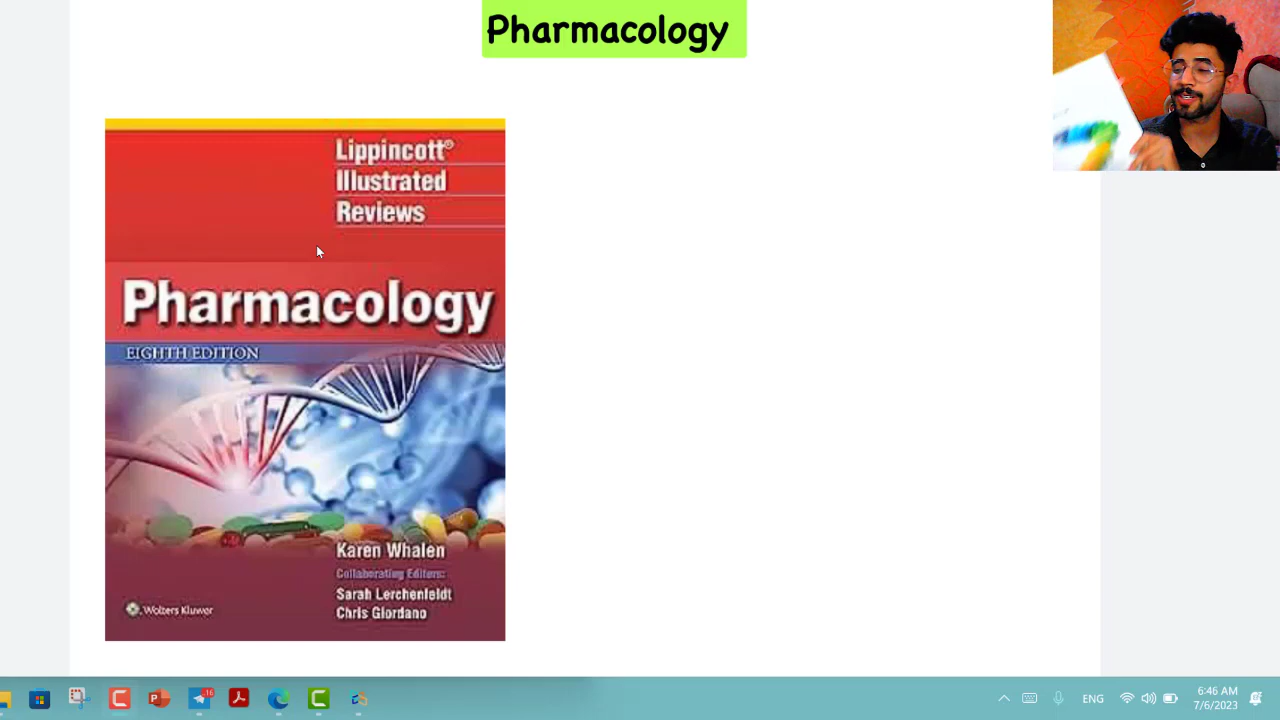 Pharmacology
Lippincott®
Illustrated
Reviews
Pharmacology
EIGHTH EDITION
Karen Whalen
Collaborating Editors:
Sarah Lerchenfeldt
Chris Giordano
Wolters Kluwer
16
ENG
6:46 AM
7/6/2023